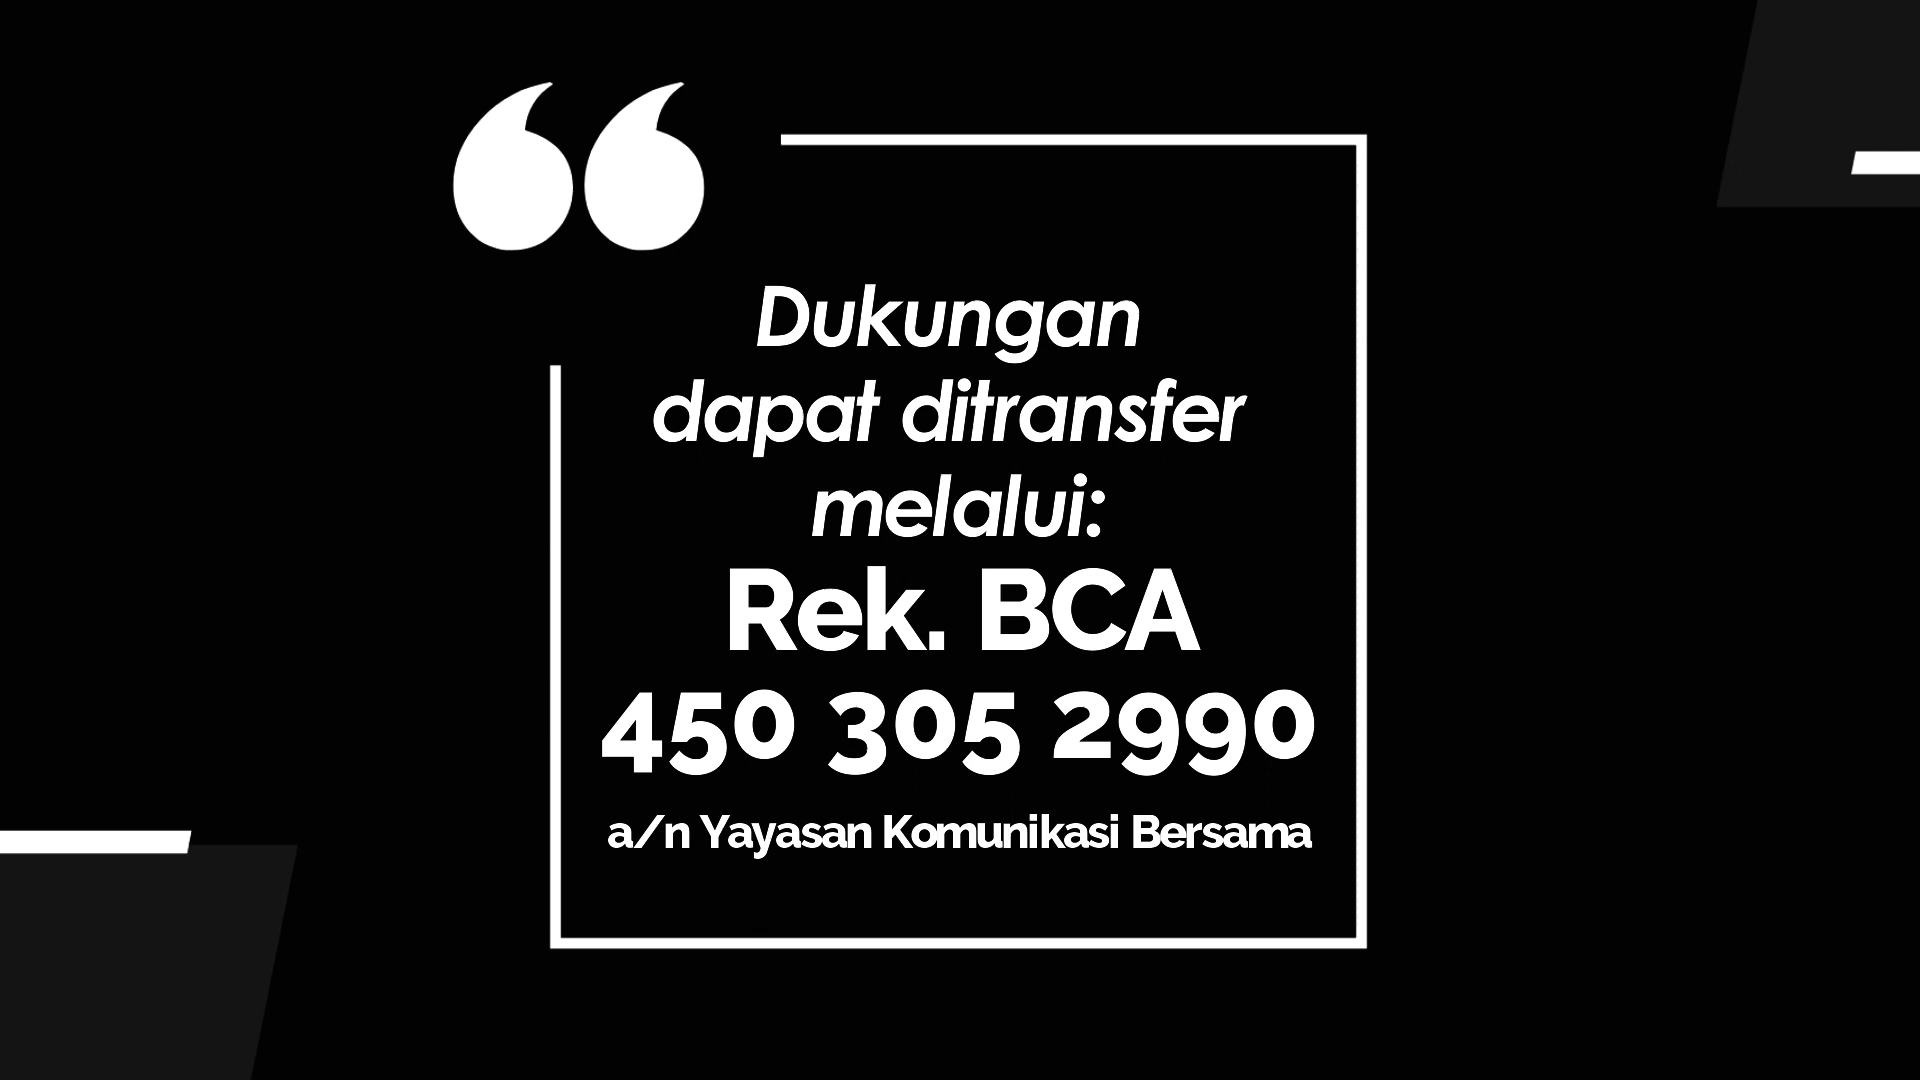 Dukungan
dapat ditransfer
melalui:
Rek. BCA
450 305 2990
a/n Yayasan Komunikasi Bersama